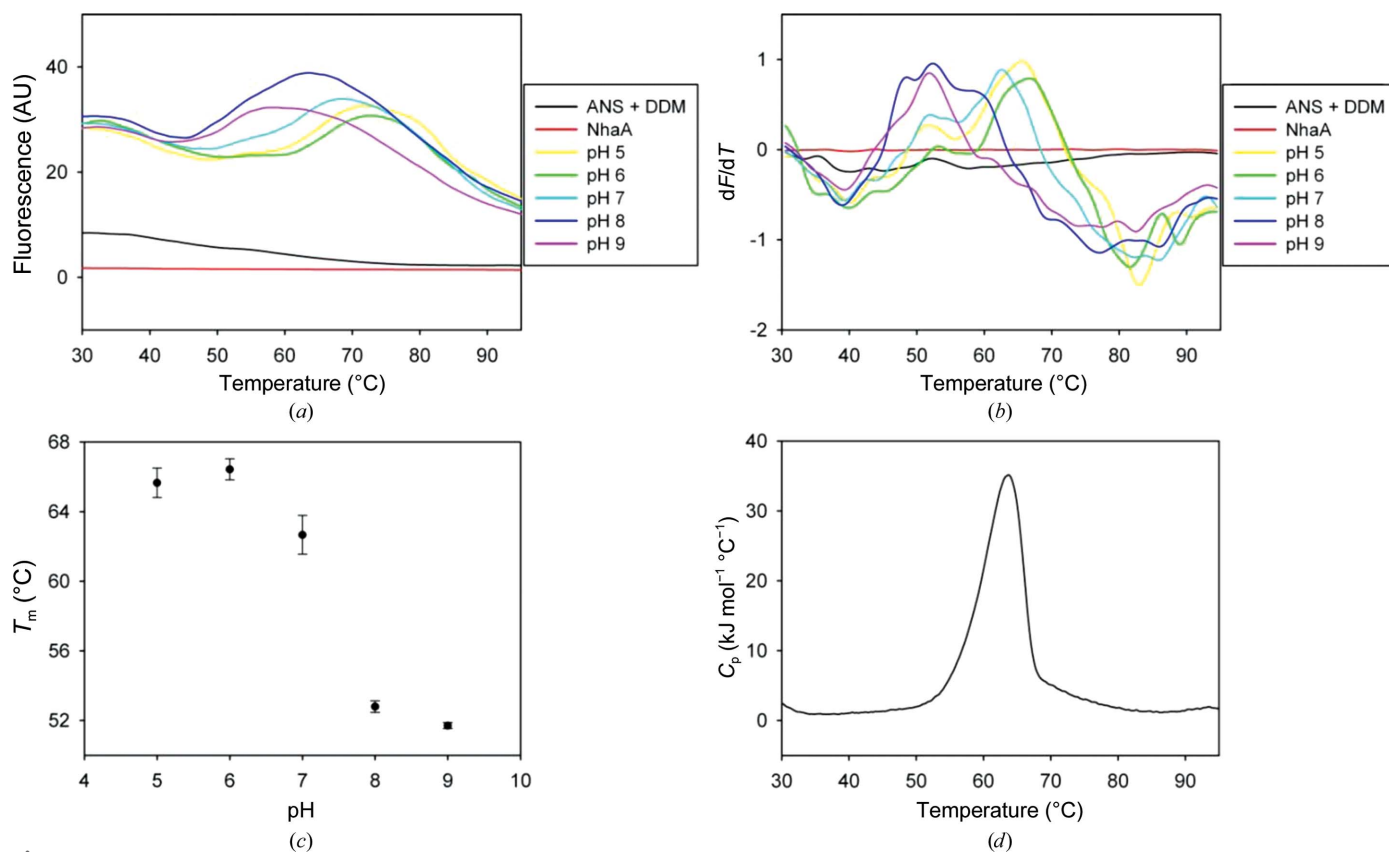 Fluorescence (AU)
40
20
0
30 40 50 60 70 80 90
Temperature (°C)
(a)
ANS + DDM
NhaA
pH 5
pH 6
pH 7
pH 8
pH 9
dF/dT
1
0
-1
-2
30 40 50 60 70 80 90
Temperature (°C)
(b)
ANS + DDM
NhaA
pH 5
pH 6
pH 7
pH 8
pH 9
Tm (°C)
68
64
60
56
52
4 5 6 7 8 9 10
pH
(c)
Cp (kJ mol−1 °C−1)
40
30
20
10
0
30 40 50 60 70 80 90
Temperature (°C)
(d)